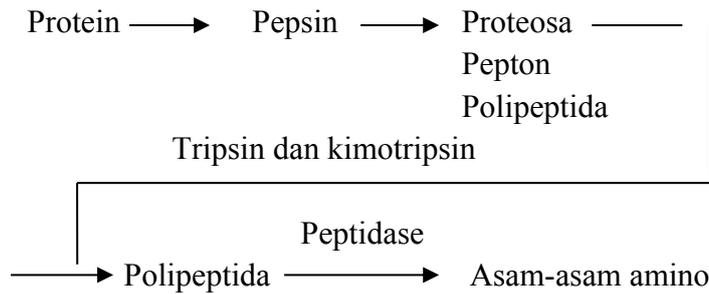 Protein Pepsin Proteosa
Pepton
Polipeptida
Tripsin dan kimotripsin
Peptidase
Polipeptida Asam-asam amino